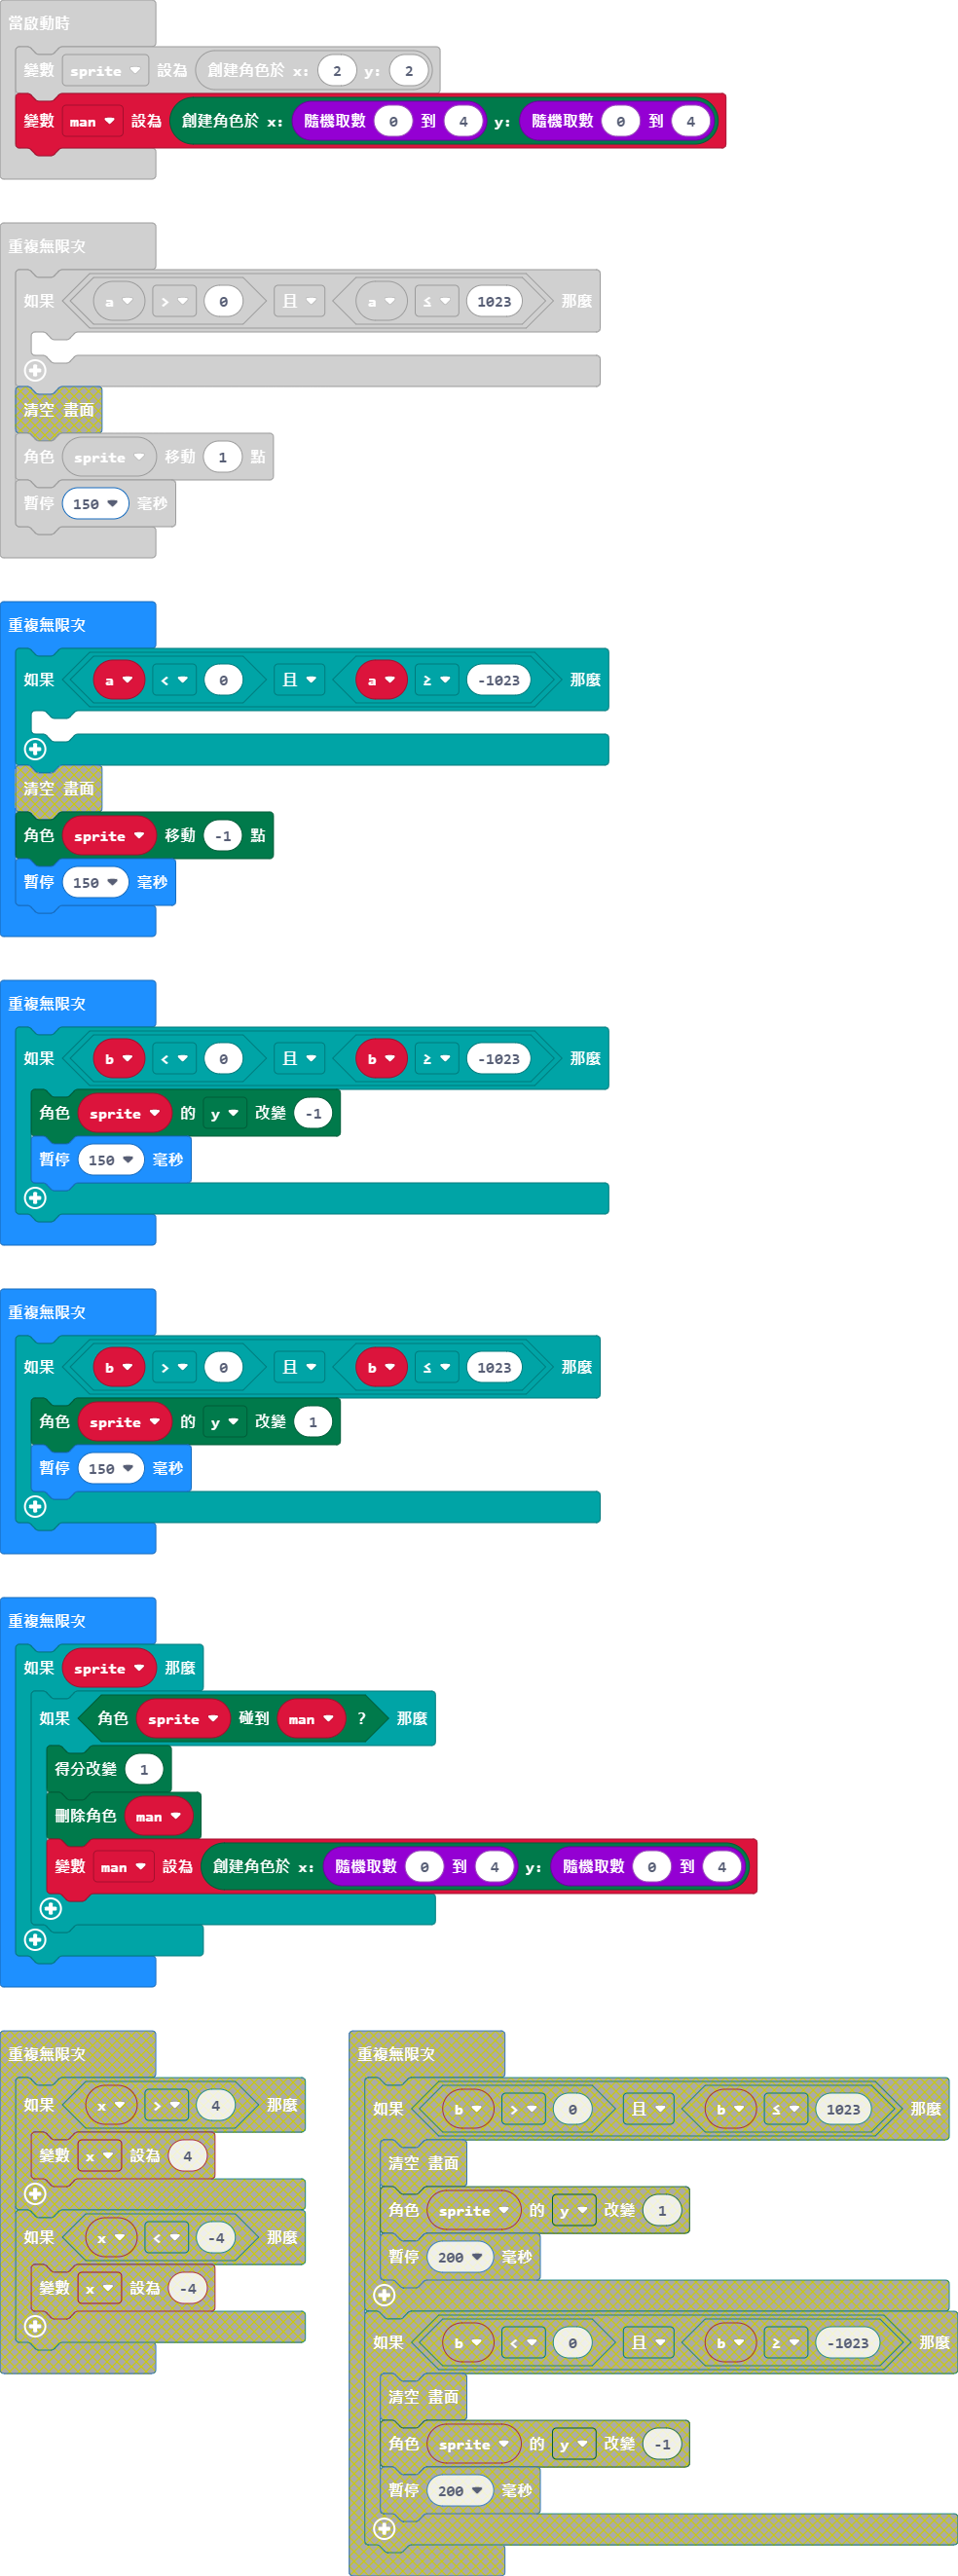 當啟動時
變數 sprite 設為 創建角色於 x: 2 y: 2
變數 man 設為 創建角色於 x: 隨機取數 0 到 4 y: 隨機取數 0 到 4
重複無限次
如果 a > 0 且 a ≤ 1023 那麼
清空 畫面
角色 sprite 移動 1 點
暫停 150 毫秒
重複無限次
如果 a < 0 且 a ≥ -1023 那麼
清空 畫面
角色 sprite 移動 -1 點
暫停 150 毫秒
重複無限次
如果 b < 0 且 b ≥ -1023 那麼
角色 sprite 的 y 改變 -1
暫停 150 毫秒
重複無限次
如果 b > 0 且 b ≤ 1023 那麼
角色 sprite 的 y 改變 1
暫停 150 毫秒
重複無限次
如果 sprite 那麼
如果 角色 sprite 碰到 man ? 那麼
得分改變 1
刪除角色 man
變數 man 設為 創建角色於 x: 隨機取數 0 到 4 y: 隨機取數 0 到 4
重複無限次
如果 x > 4 那麼
變數 x 設為 4
如果 x < -4 那麼
變數 x 設為 -4
重複無限次
如果 b > 0 且 b ≤ 1023 那麼
清空 畫面
角色 sprite 的 y 改變 1
暫停 200 毫秒
如果 b < 0 且 b ≥ -1023 那麼
清空 畫面
角色 sprite 的 y 改變 -1
暫停 200 毫秒